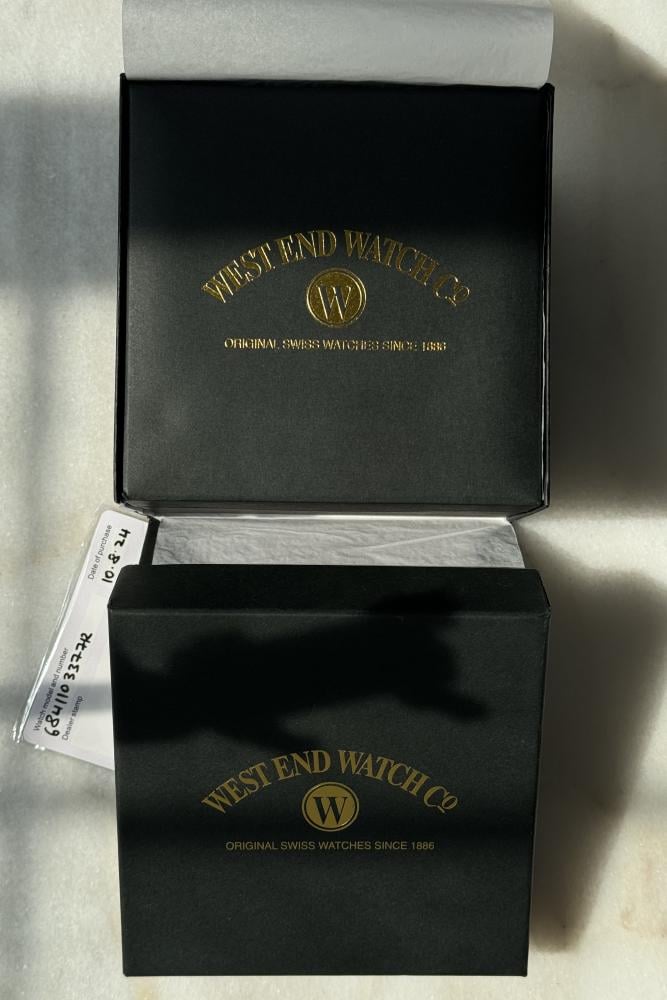 WEST END WATCH Cº
W
ORIGINAL SWISS WATCHES SINCE 1886
Date of purchase
10.8.24
Watch model and number
6841103377R
Dealer stamp
WEST END WATCH Cº
W
ORIGINAL SWISS WATCHES SINCE 1886